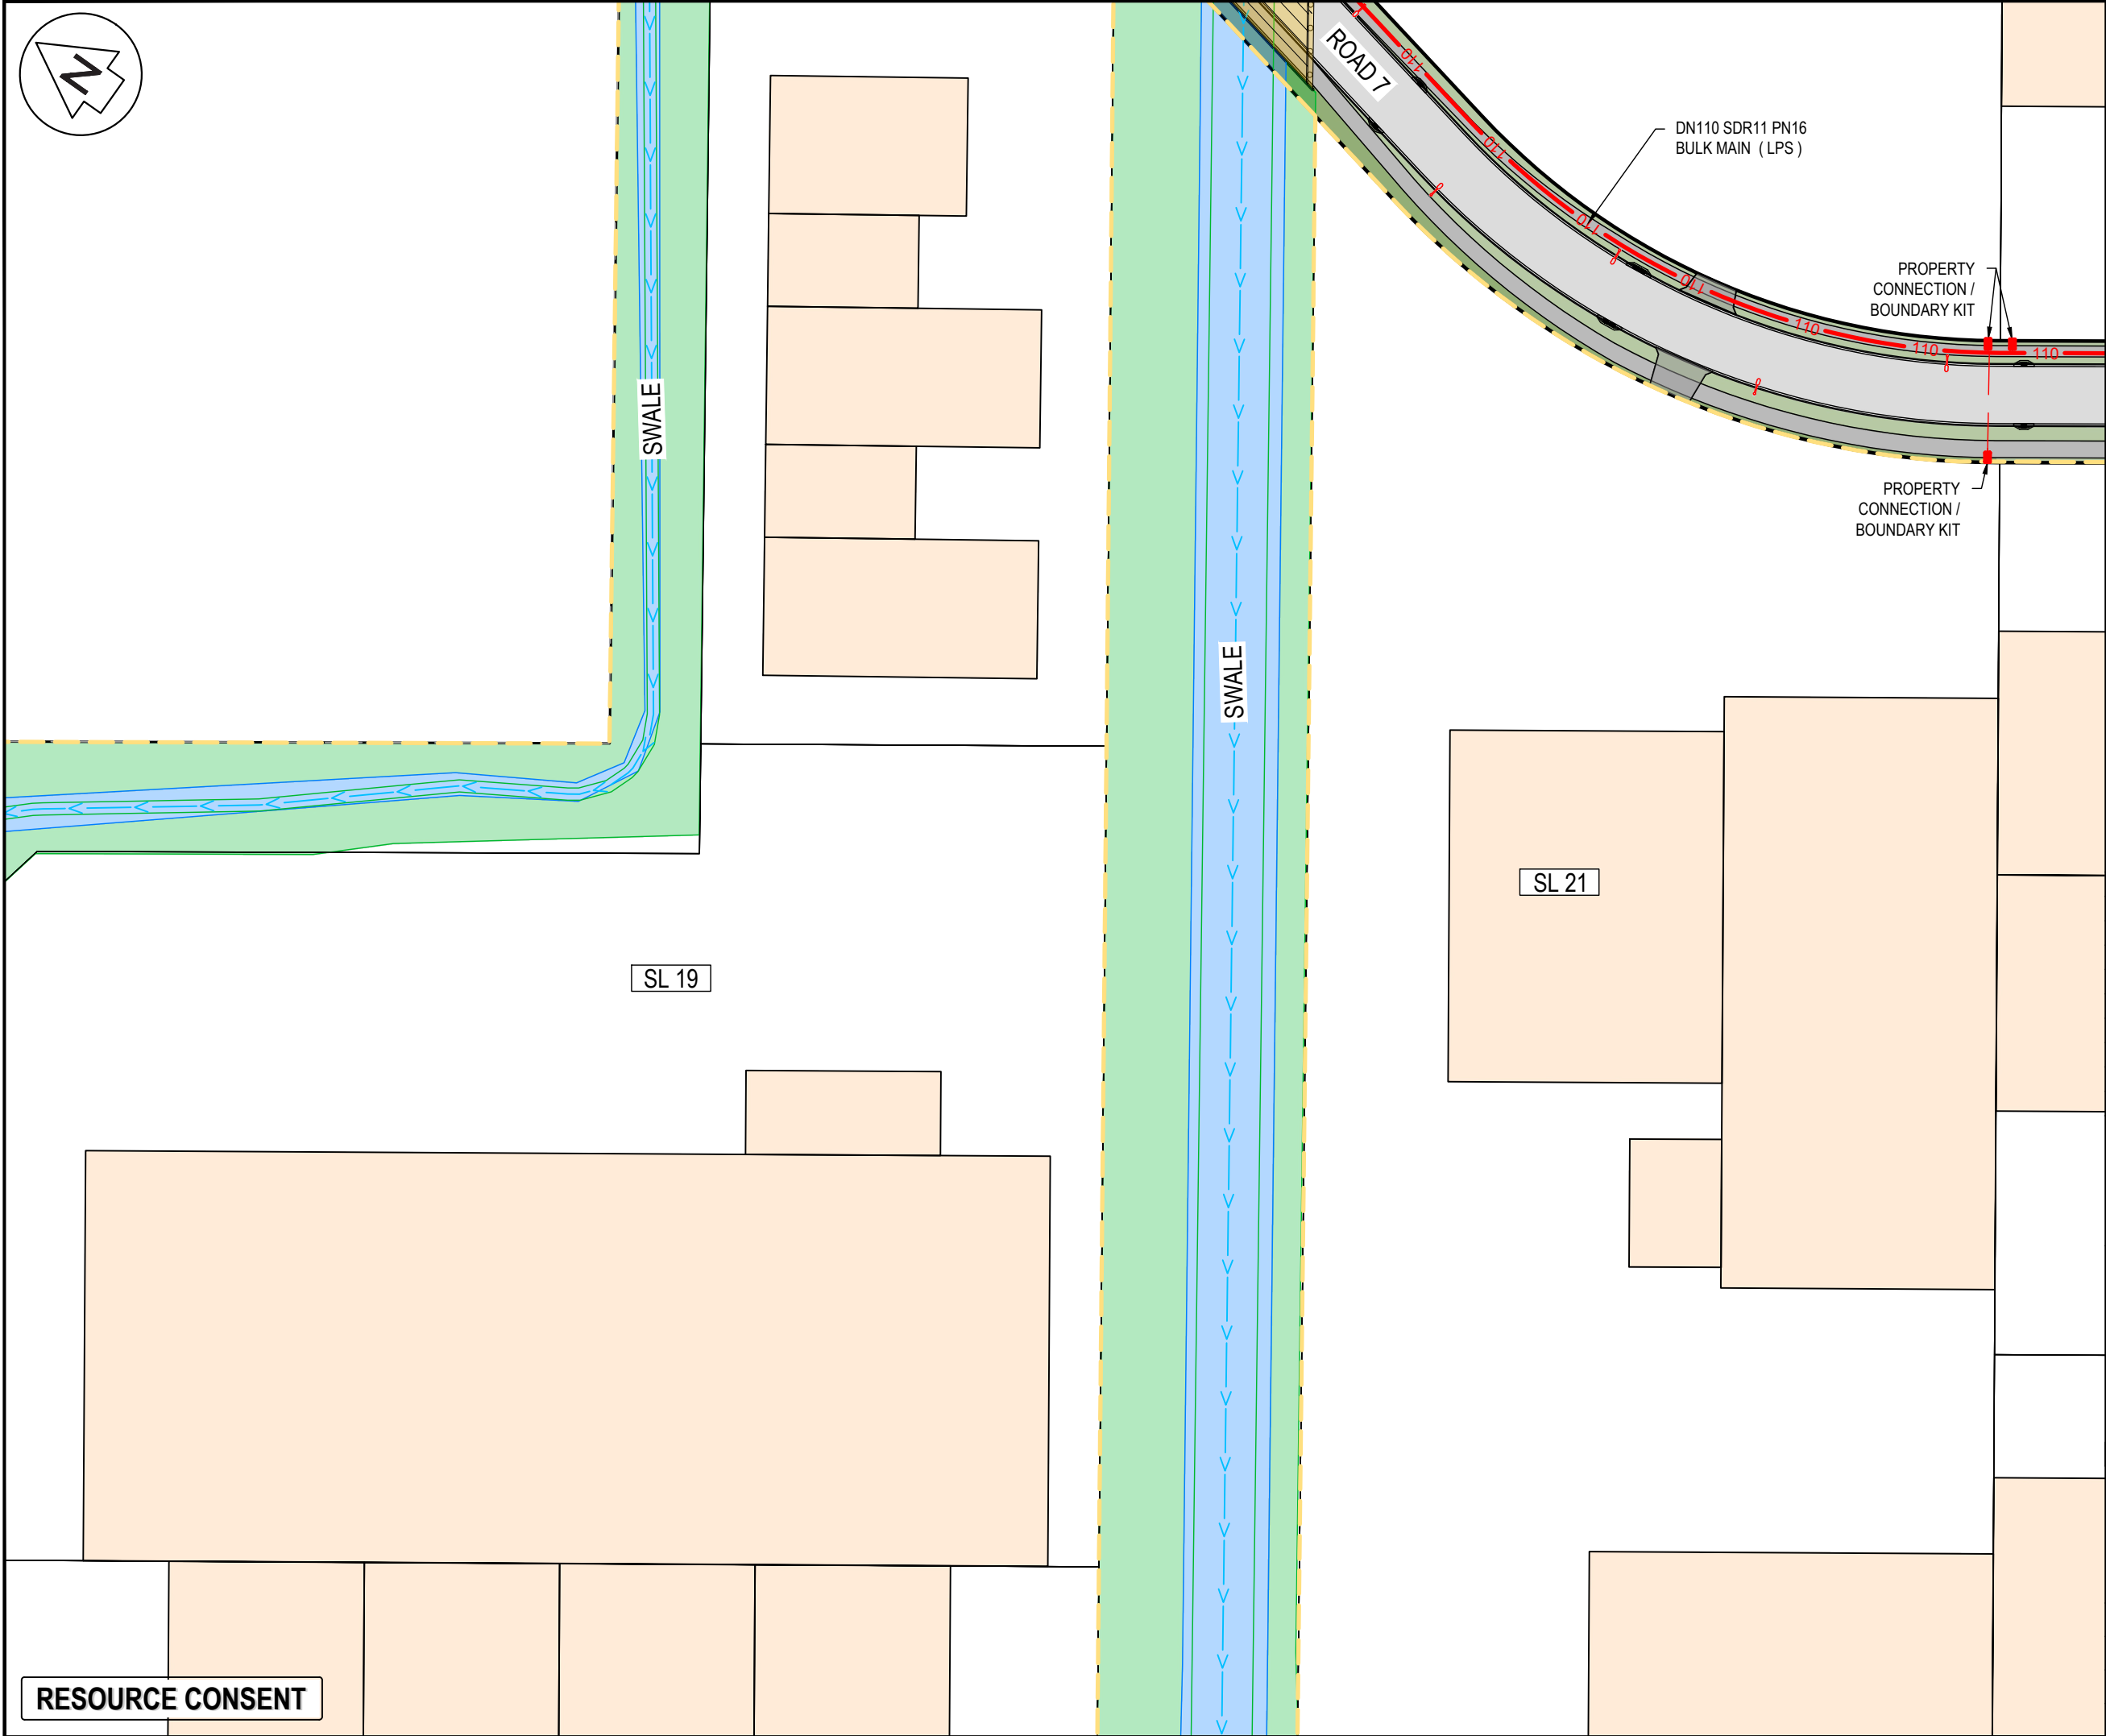 N
ROAD 7
110
DN110 SDR11 PN16
BULK MAIN ( LPS )
110
110
110
PROPERTY
CONNECTION /
BOUNDARY KIT
110
110
110
SWALE
PROPERTY
CONNECTION /
BOUNDARY KIT
SWALE
SL 21
SL 19
RESOURCE CONSENT